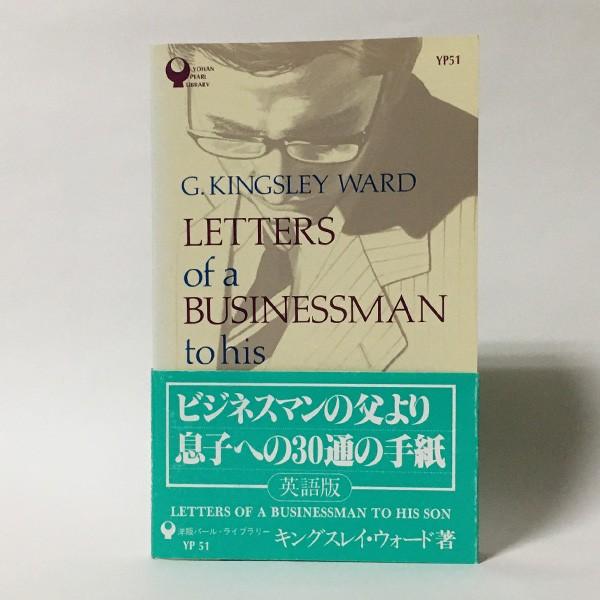 YOHAN
PEARL
LIBRARY
YP51
G. KINGSLEY WARD
LETTERS
of a
BUSINESSMAN
to his
ビジネスマンの父より
息子への30通の手紙
英語版
LETTERS OF A BUSINESSMAN TO HIS SON
洋販パール・ライブラリー
YP 51
キングスレイ・ウォード著